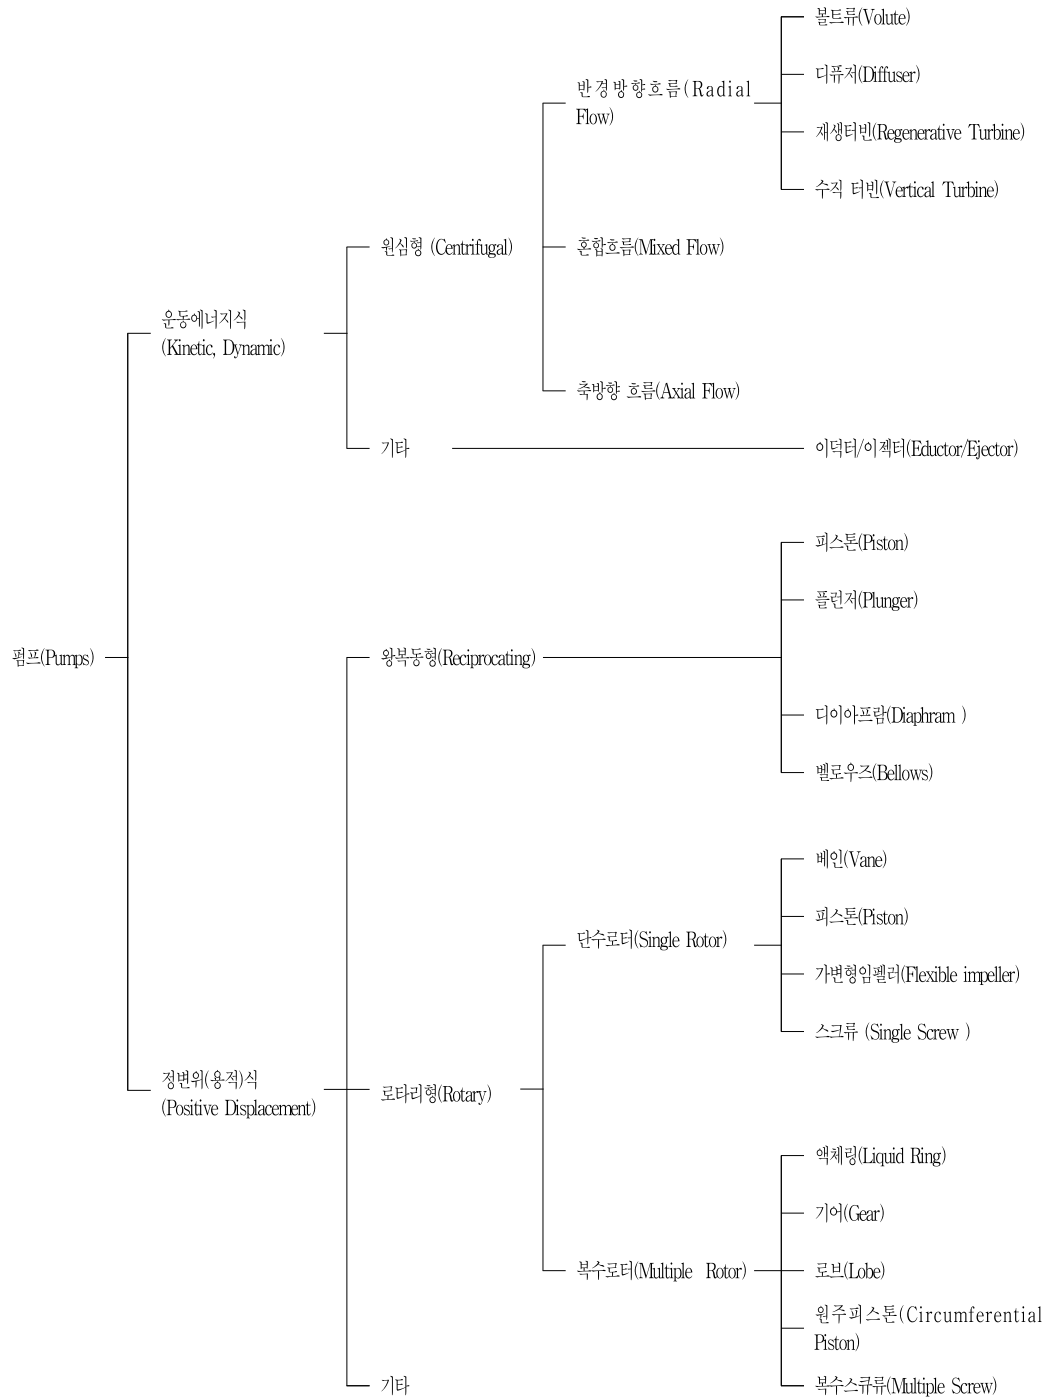 볼트류(Volute)
디퓨저(Diffuser)
반경방향흐름(Radial
Flow)
재생터빈(Regenerative Turbine)
수직 터빈(Vertical Turbine)
원심형 (Centrifugal)
혼합흐름(Mixed Flow)
운동에너지식
(Kinetic, Dynamic)
축방향 흐름(Axial Flow)
기타
이덕터/이젝터(Eductor/Ejector)
피스톤(Piston)
플런저(Plunger)
펌프(Pumps)
왕복동형(Reciprocating)
디이아프람(Diaphram )
벨로우즈(Bellows)
베인(Vane)
피스톤(Piston)
단수로터(Single Rotor)
가변형임펠러(Flexible impeller)
스크류 (Single Screw )
정변위(용적)식
(Positive Displacement)
로타리형(Rotary)
액체링(Liquid Ring)
기어(Gear)
복수로터(Multiple Rotor)
로브(Lobe)
원주피스톤(Circumferential
Piston)
기타
복수스큐류(Multiple Screw)